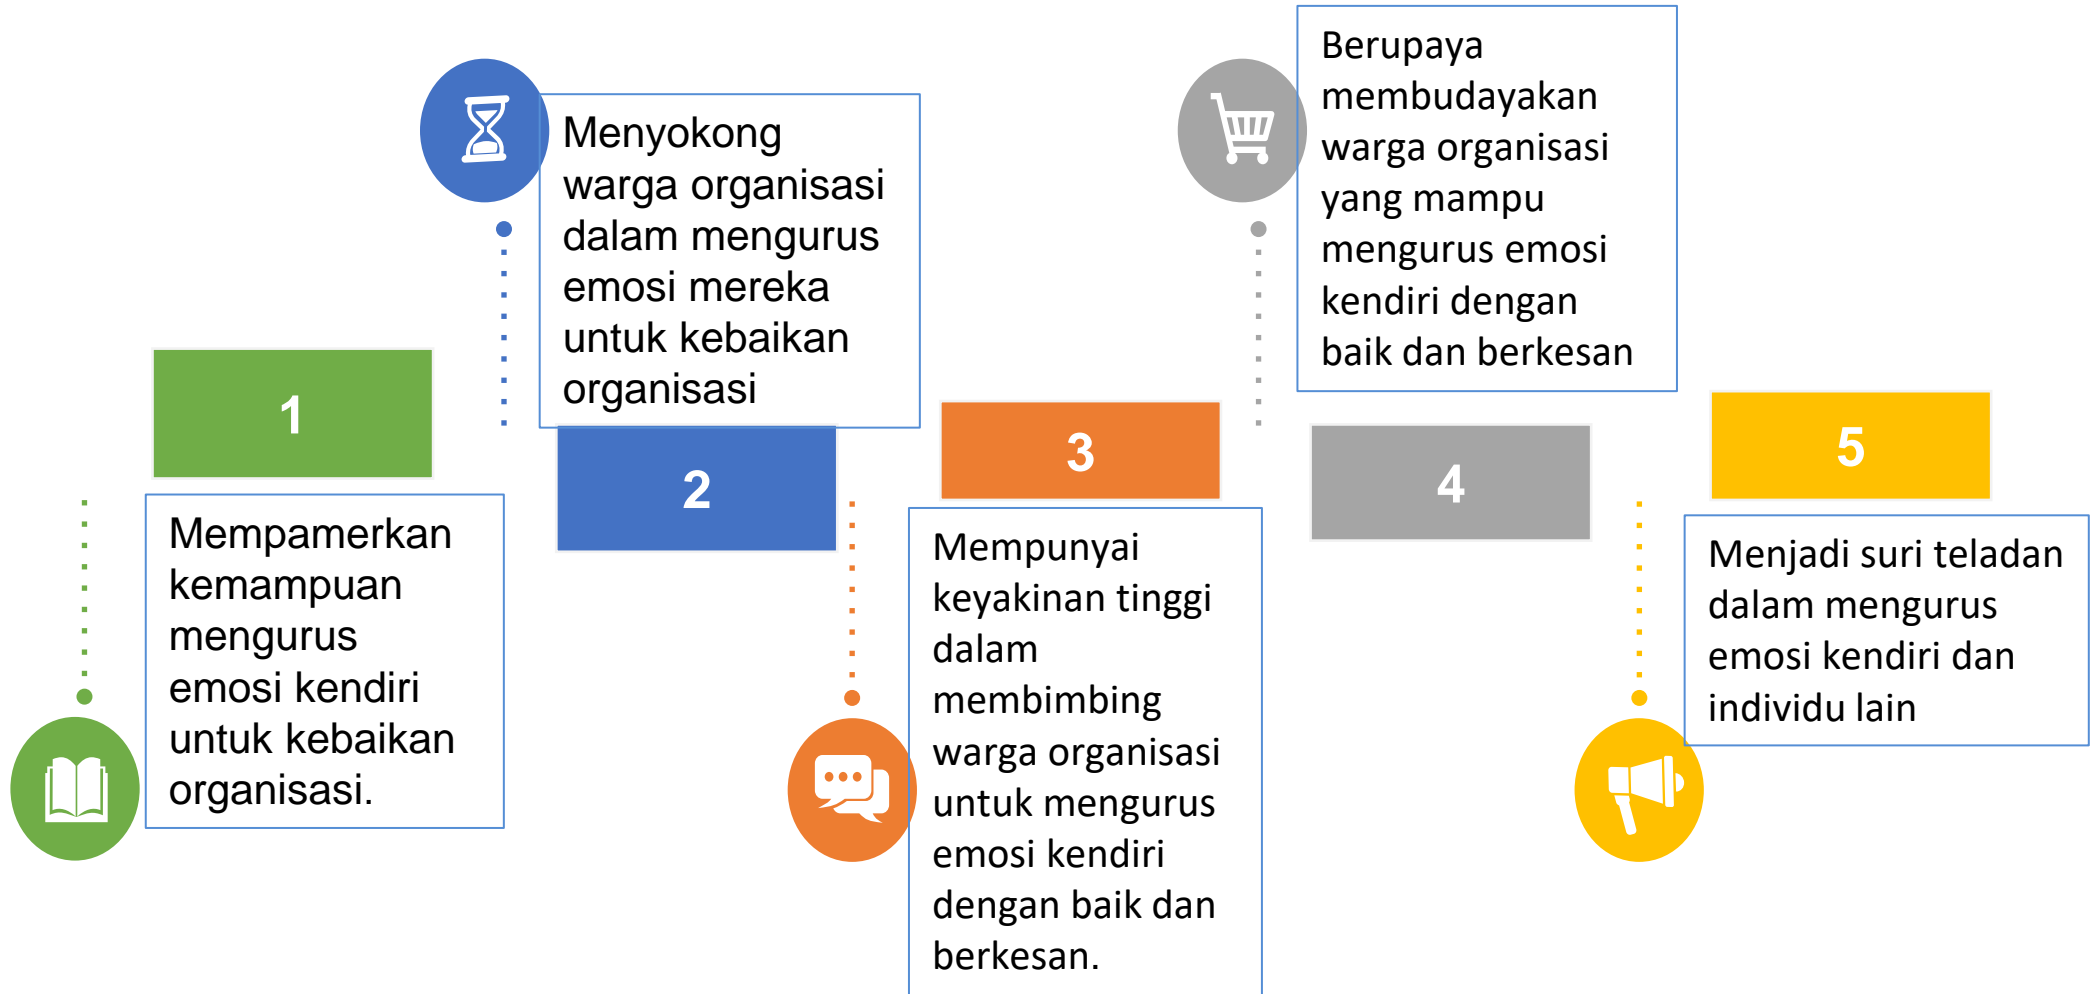 1
Mempamerkan
kemampuan
mengurus
emosi kendiri
untuk kebaikan
organisasi.
Menyokong
warga organisasi
dalam mengurus
emosi mereka
untuk kebaikan
organisasi
2
3
Mempunyai
keyakinan tinggi
dalam
membimbing
warga organisasi
untuk mengurus
emosi kendiri
dengan baik dan
berkesan.
Berupaya
membudayakan
warga organisasi
yang mampu
mengurus emosi
kendiri dengan
baik dan berkesan
4
5
Menjadi suri teladan
dalam mengurus
emosi kendiri dan
individu lain